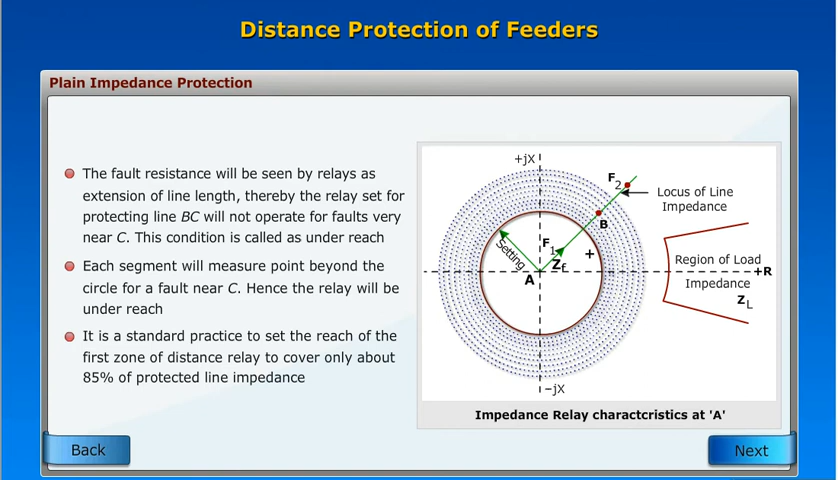 Distance Protection of Feeders
Plain Impedance Protection
The fault resistance will be seen by relays as
extension of line length, thereby the relay set for
protecting line BC will not operate for faults very
near C. This condition is called as under reach
Each segment will measure point beyond the
circle for a fault near C. Hence the relay will be
under reach
It is a standard practice to set the reach of the
first zone of distance relay to cover only about
85% of protected line impedance
+jX
F2
Locus of Line
Impedance
B
Setting
F1
+
Zf
A
Region of Load
+R
Impedance
ZL
−jX
Impedance Relay charactcristics at 'A'
Back
Next